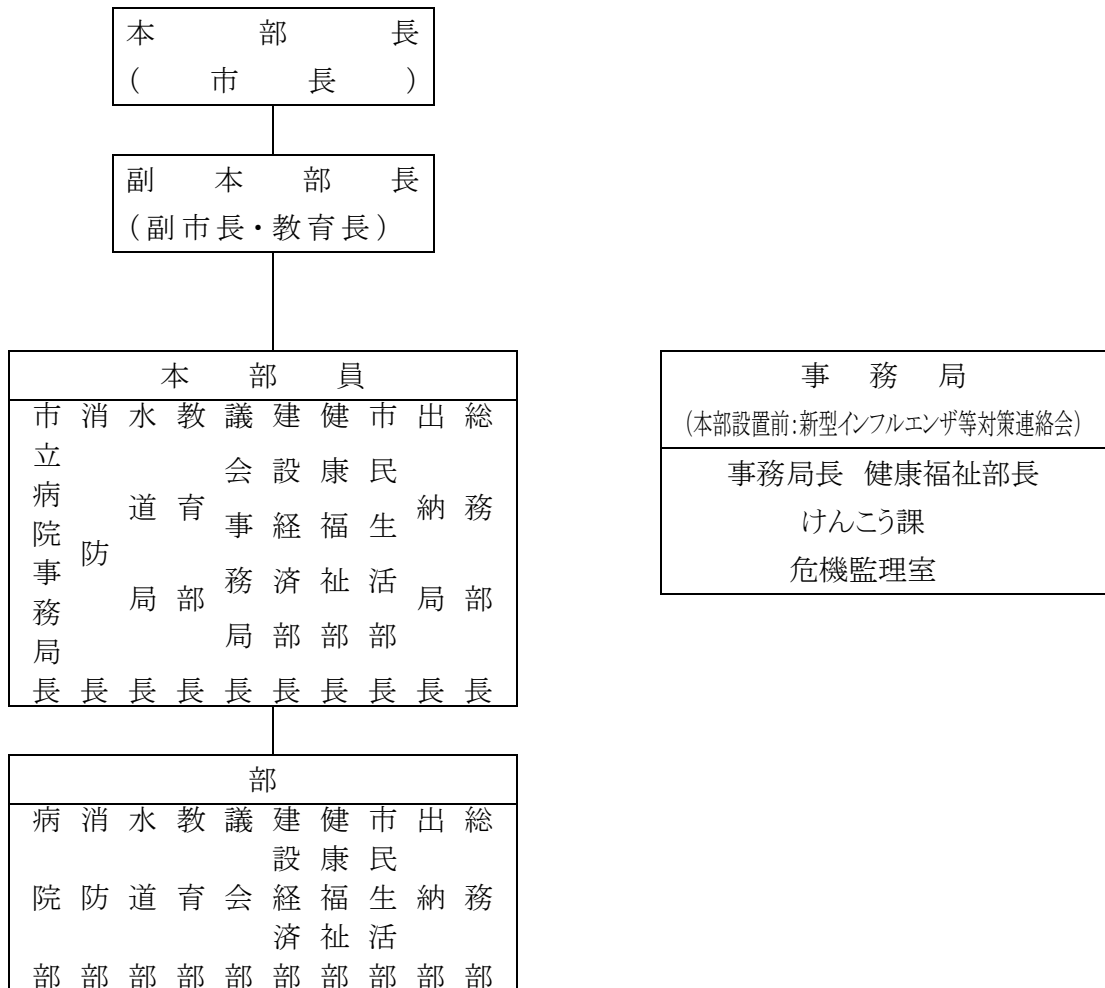 本部長
(市長)
副本部長
(副市長・教育長)
本部員
総務部長
出納局長
市民生活部長
健康福祉部長
建設経済部長
議会事務局長
教育部長
水道局長
消防長
市立病院事務局長
事務局
(本部設置前:新型インフルエンザ等対策連絡会)
事務局長 健康福祉部長
けんこう課
危機監理室
部
総務部
出納部
市民生活部
健康福祉部
建設経済部
議会部
教育部
水道部
消防部
病院部